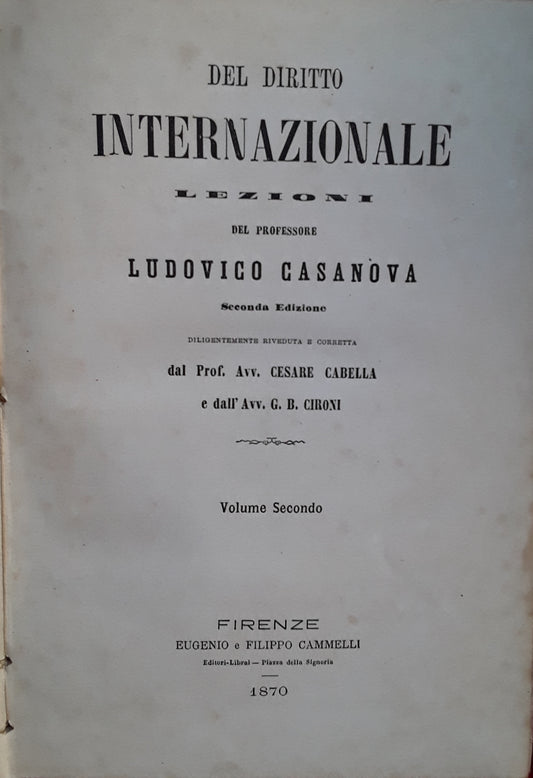 DEL DIRITTO
INTERNAZIONALE
LEZIONI
DEL PROFESSORE
LUDOVICO CASANOVA
Seconda Edizione
DILIGENTEMENTE RIVEDUTA E CORRETTA
dal Prof. Avv. CESARE CABELLA
e dall' Avv. G. B. CIRONI
Volume Secondo
FIRENZE
EUGENIO e FILIPPO CAMMELLI
Editori-Librai — Piazza della Signoria
1870